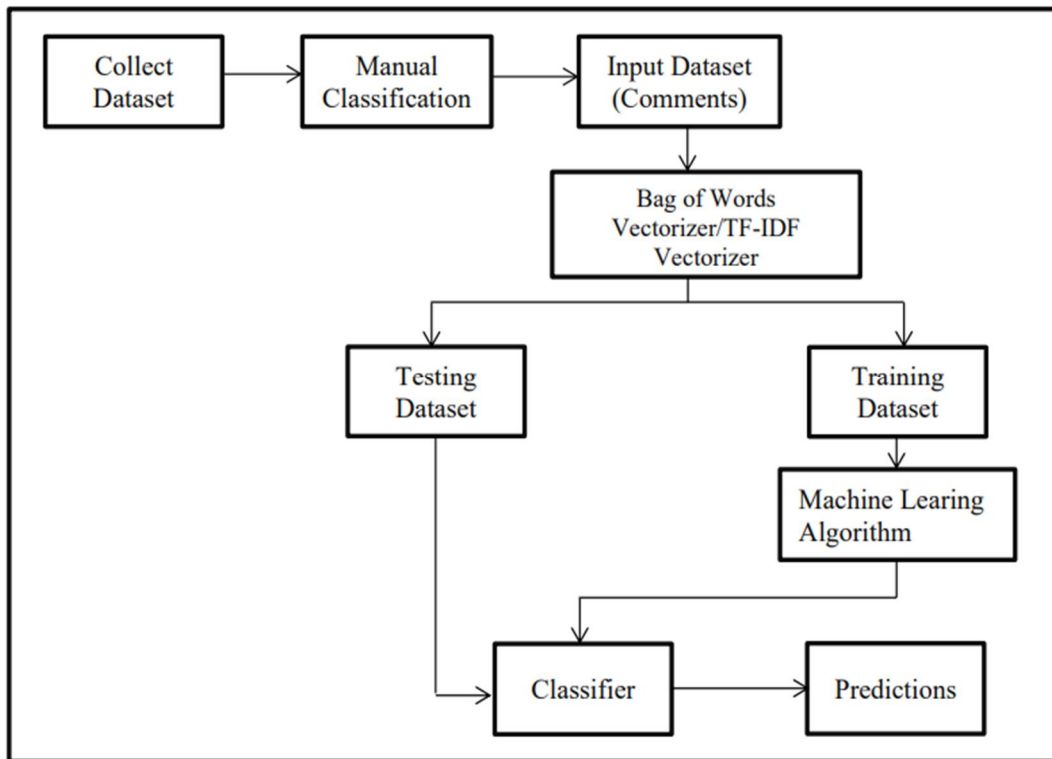 Collect
Dataset
Manual
Classification
Input Dataset
(Comments)
Bag of Words
Vectorizer/TF-IDF
Vectorizer
Testing
Dataset
Training
Dataset
Machine Learing
Algorithm
Classifier
Predictions